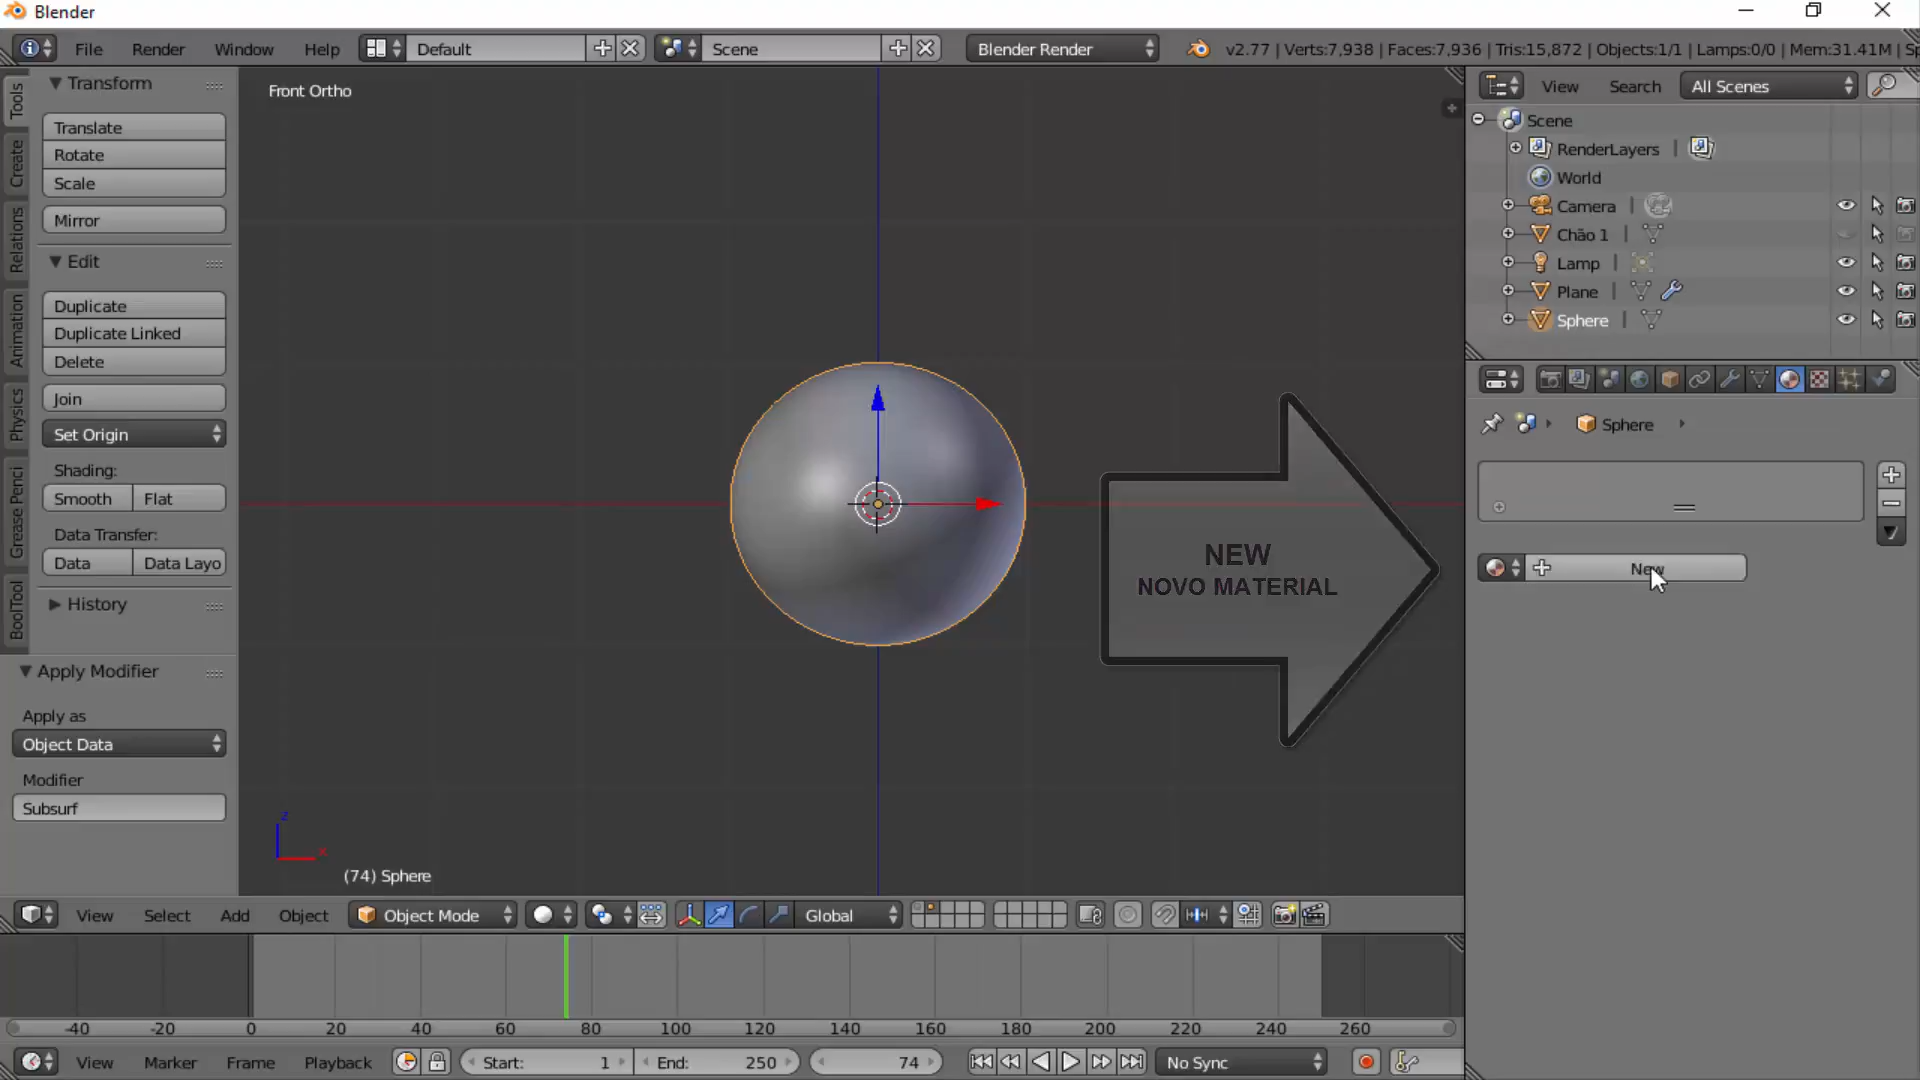 Blender
File Render Window Help Default Scene Blender Render v2.77 | Verts:7,938 | Faces:7,936 | Tris:15,872 | Objects:1/1 | Lamps:0/0 | Mem:31.41M | Sp
Tools
Create
Relations
Animation
Physics
Grease Penci
BoolTool
Transform
Translate
Rotate
Scale
Mirror
Edit
Duplicate
Duplicate Linked
Delete
Join
Set Origin
Shading:
Smooth Flat
Data Transfer:
Data Data Layo
History
Apply Modifier
Apply as
Object Data
Modifier
Subsurf
Front Ortho
NEW
NOVO MATERIAL
z
x
(74) Sphere
View Search All Scenes
Scene
RenderLayers |
World
Camera |
Chão 1 |
Lamp |
Plane |
Sphere |
Sphere
New
View Select Add Object Object Mode Global
-40 -20 0 20 40 60 80 100 120 140 160 180 200 220 240 260
View Marker Frame Playback Start: 1 End: 250 74 No Sync